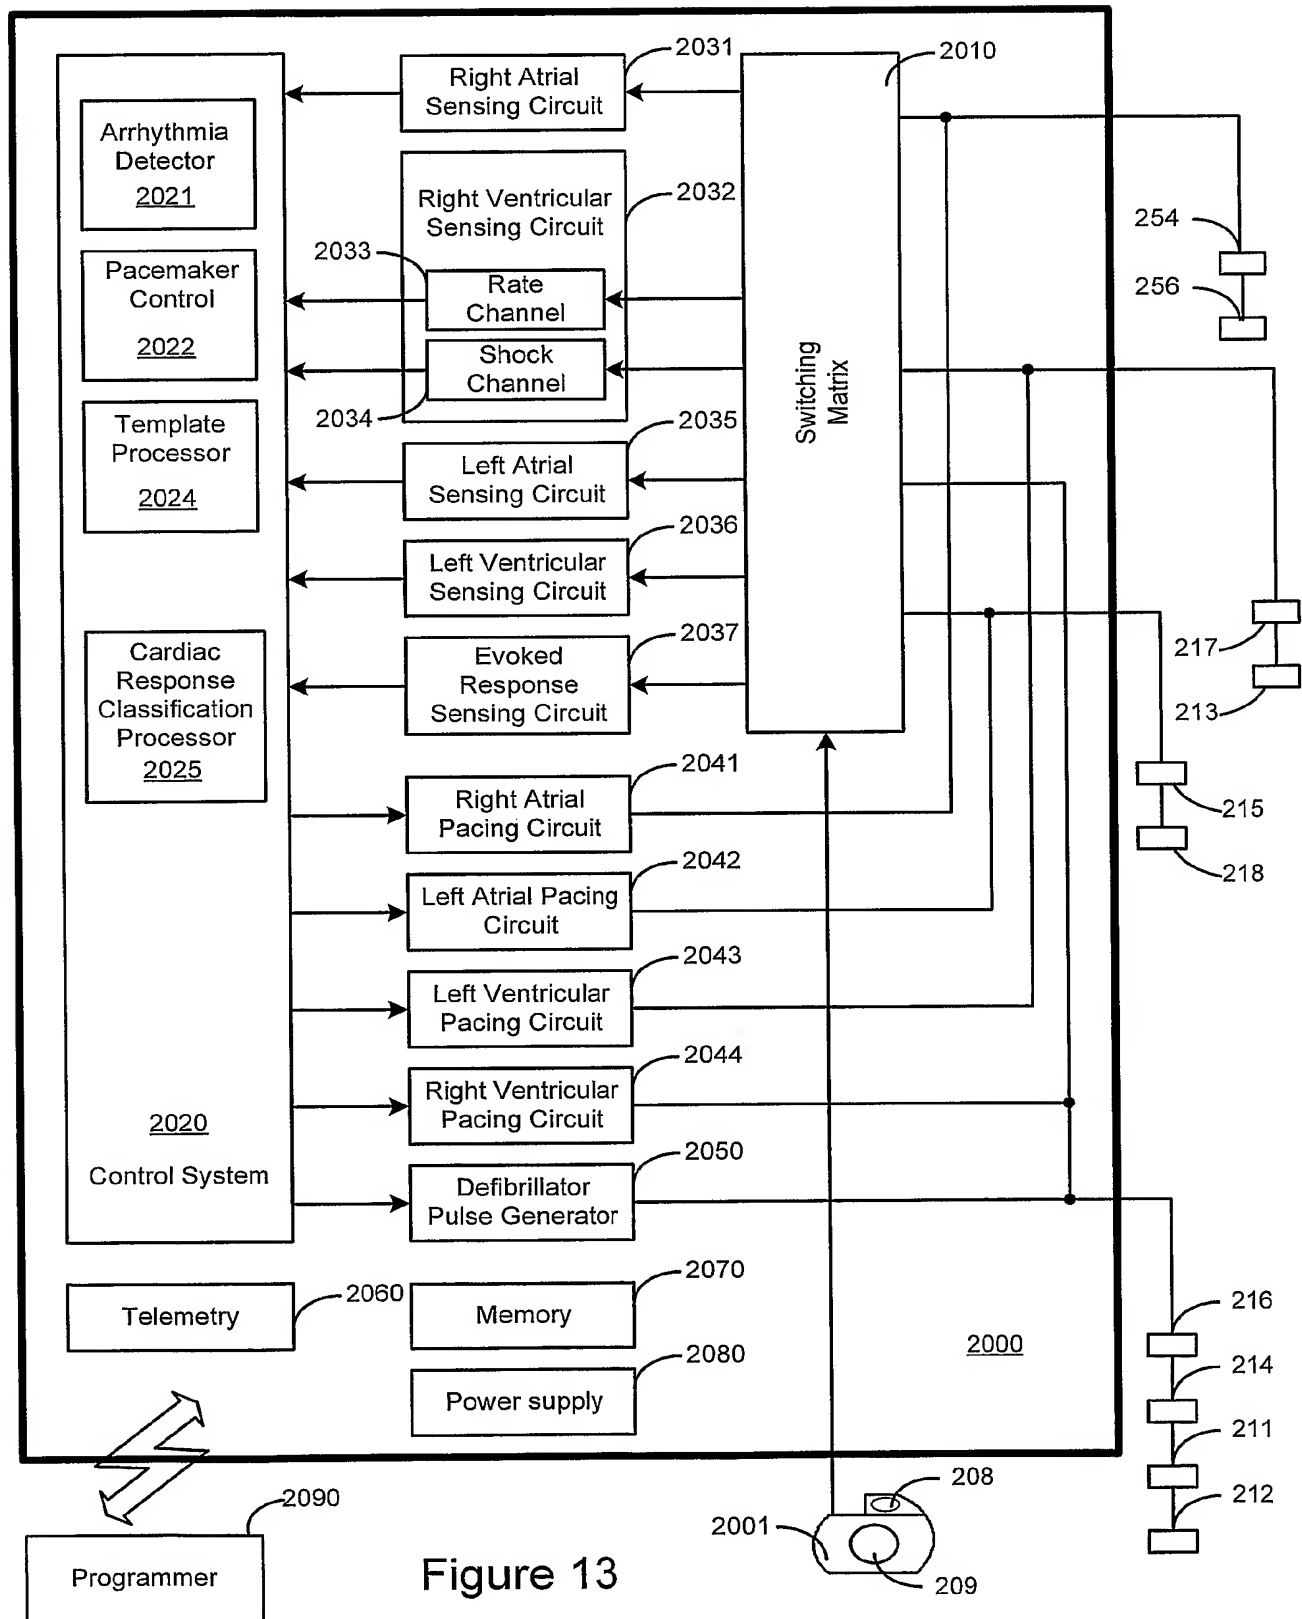 2031
2010
Right Atrial
Sensing Circuit
Arrhythmia
Detector
2021
Right Ventricular
Sensing Circuit
2032
2033
254
Pacemaker
Control
2022
Rate
Channel
256
Shock
Channel
2034
Switching
Matrix
Template
Processor
2024
2035
Left Atrial
Sensing Circuit
2036
Left Ventricular
Sensing Circuit
Cardiac
Response
Classification
Processor
2025
2037
Evoked
Response
Sensing Circuit
217
213
2041
Right Atrial
Pacing Circuit
215
218
2042
Left Atrial Pacing
Circuit
2043
Left Ventricular
Pacing Circuit
2044
Right Ventricular
Pacing Circuit
2020
Control System
2050
Defibrillator
Pulse Generator
2060
Telemetry
2070
Memory
2000
216
2080
Power supply
214
211
212
208
2001
209
2090
Programmer
Figure 13